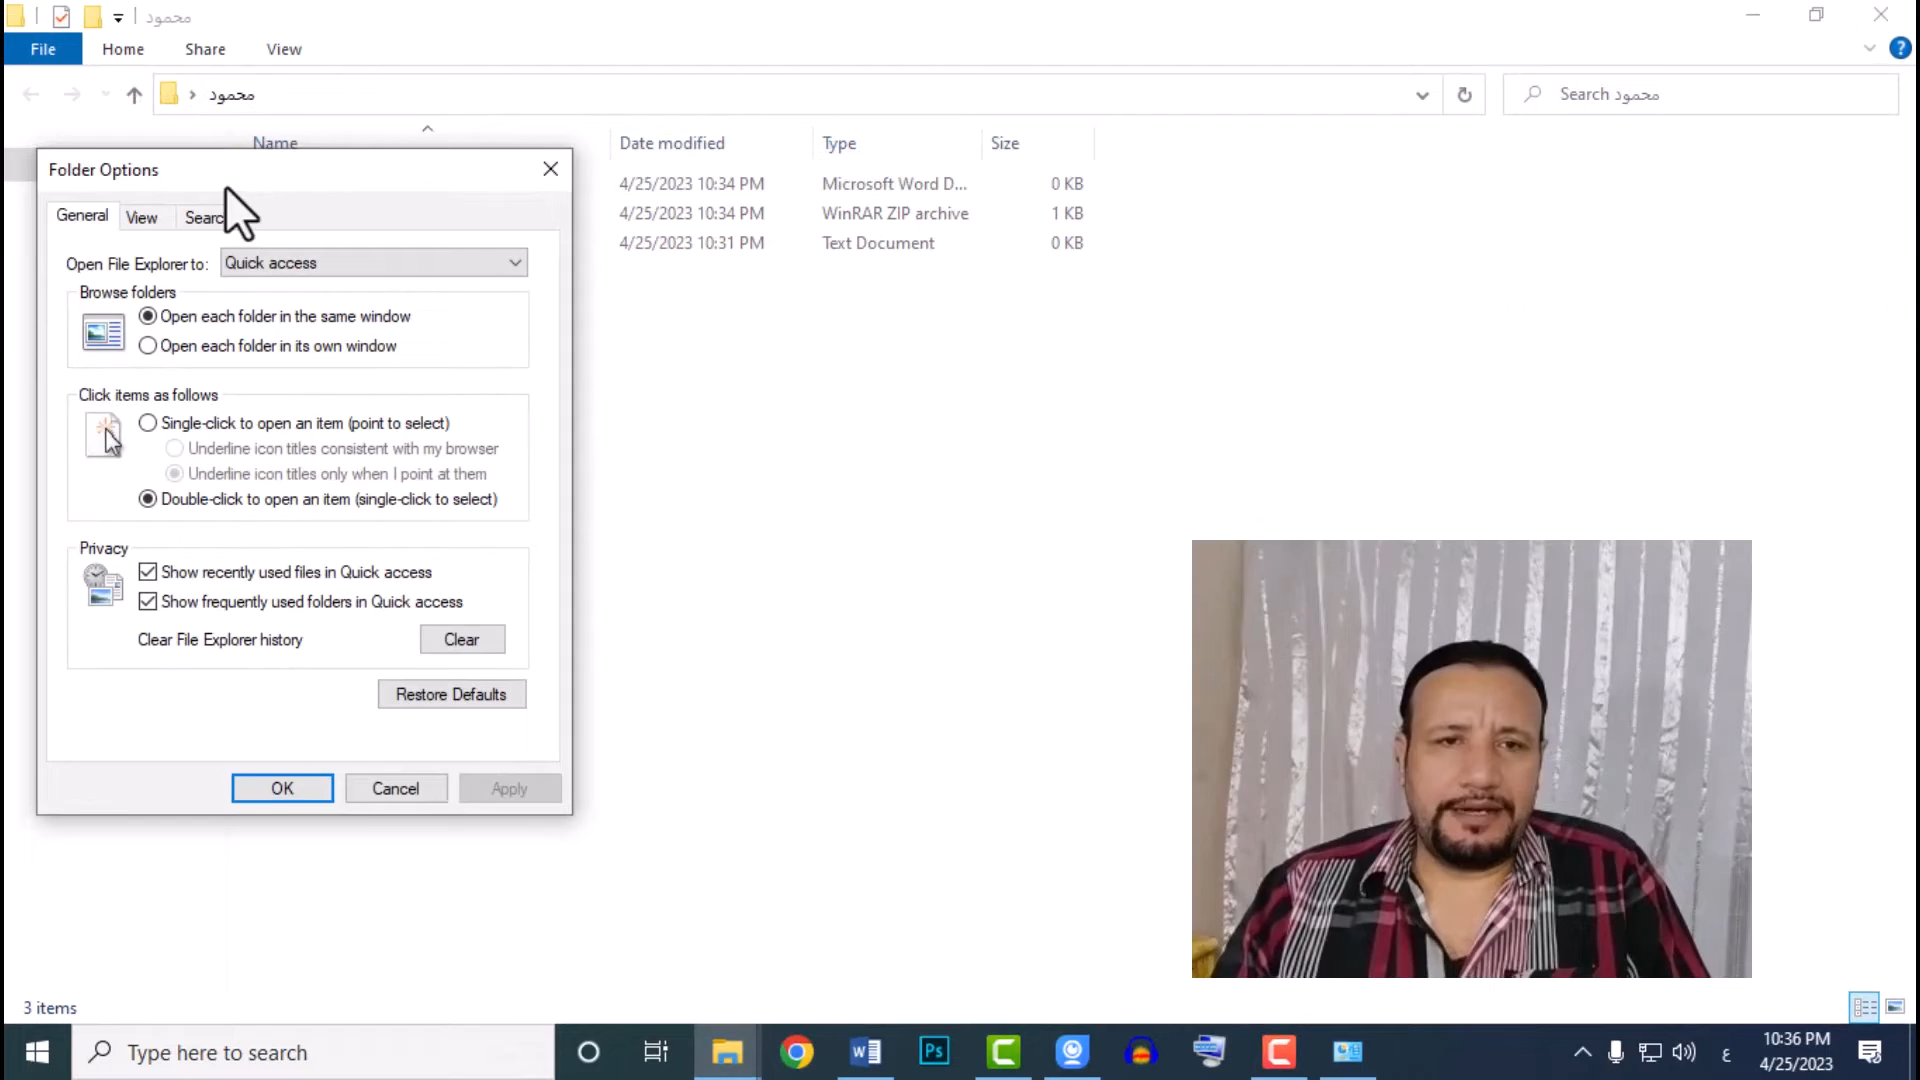 محمود
File Home Share View
محمود
Search محمود
Name Date modified Type Size
4/25/2023 10:34 PM Microsoft Word D... 0 KB
4/25/2023 10:34 PM WinRAR ZIP archive 1 KB
4/25/2023 10:31 PM Text Document 0 KB
Folder Options
General View Searc
Open File Explorer to: Quick access
Browse folders
Open each folder in the same window
Open each folder in its own window
Click items as follows
Single-click to open an item (point to select)
Underline icon titles consistent with my browser
Underline icon titles only when I point at them
Double-click to open an item (single-click to select)
Privacy
Show recently used files in Quick access
Show frequently used folders in Quick access
Clear File Explorer history Clear
Restore Defaults
OK Cancel Apply
3 items
Type here to search
Ps
ع
10:36 PM
4/25/2023